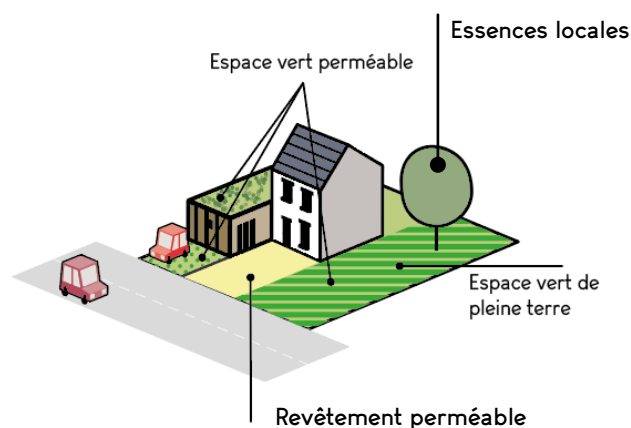 Essences locales
Espace vert perméable
Espace vert de
pleine terre
Revêtement perméable